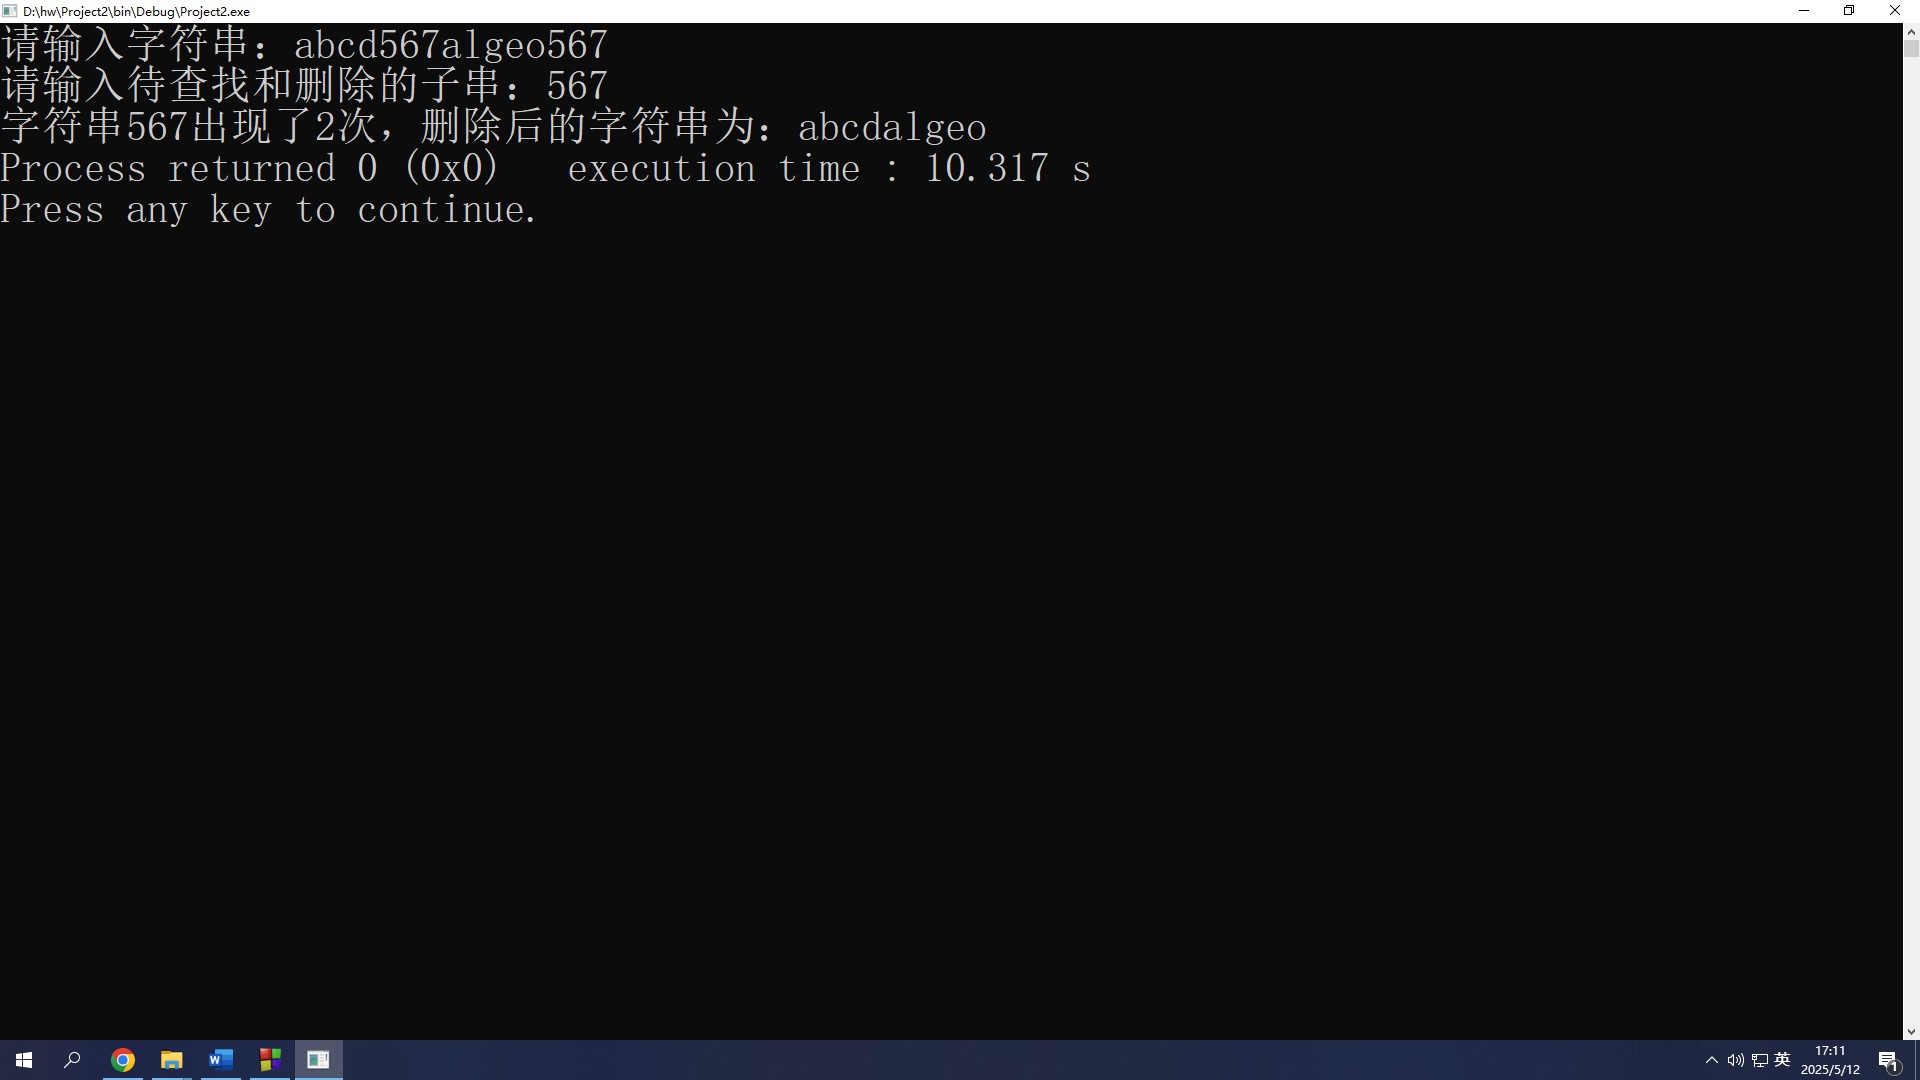 D:\hw\Project2\bin\Debug\Project2.exe
请输入字符串：abcd567algeo567
请输入待查找和删除的子串：567
字符串567出现了2次，删除后的字符串为：abcdalgeo
Process returned 0 (0x0)   execution time : 10.317 s
Press any key to continue.
英
17:11
2025/5/12
1